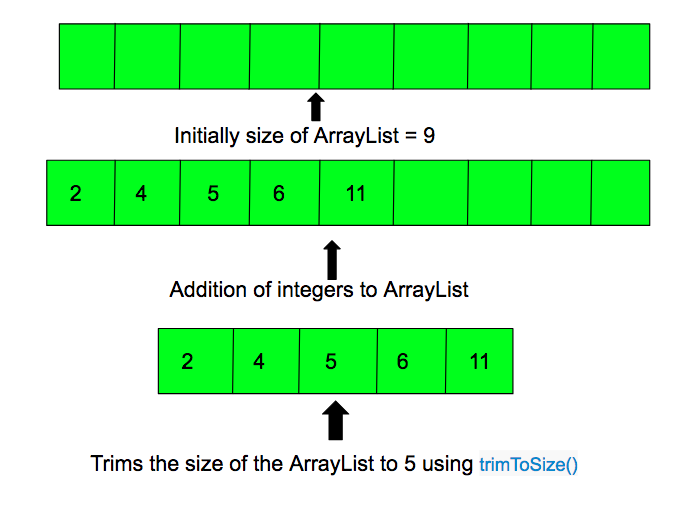 Initially size of ArrayList = 9
2 4 5 6 11
Addition of integers to ArrayList
2 4 5 6 11
Trims the size of the ArrayList to 5 using trimToSize()